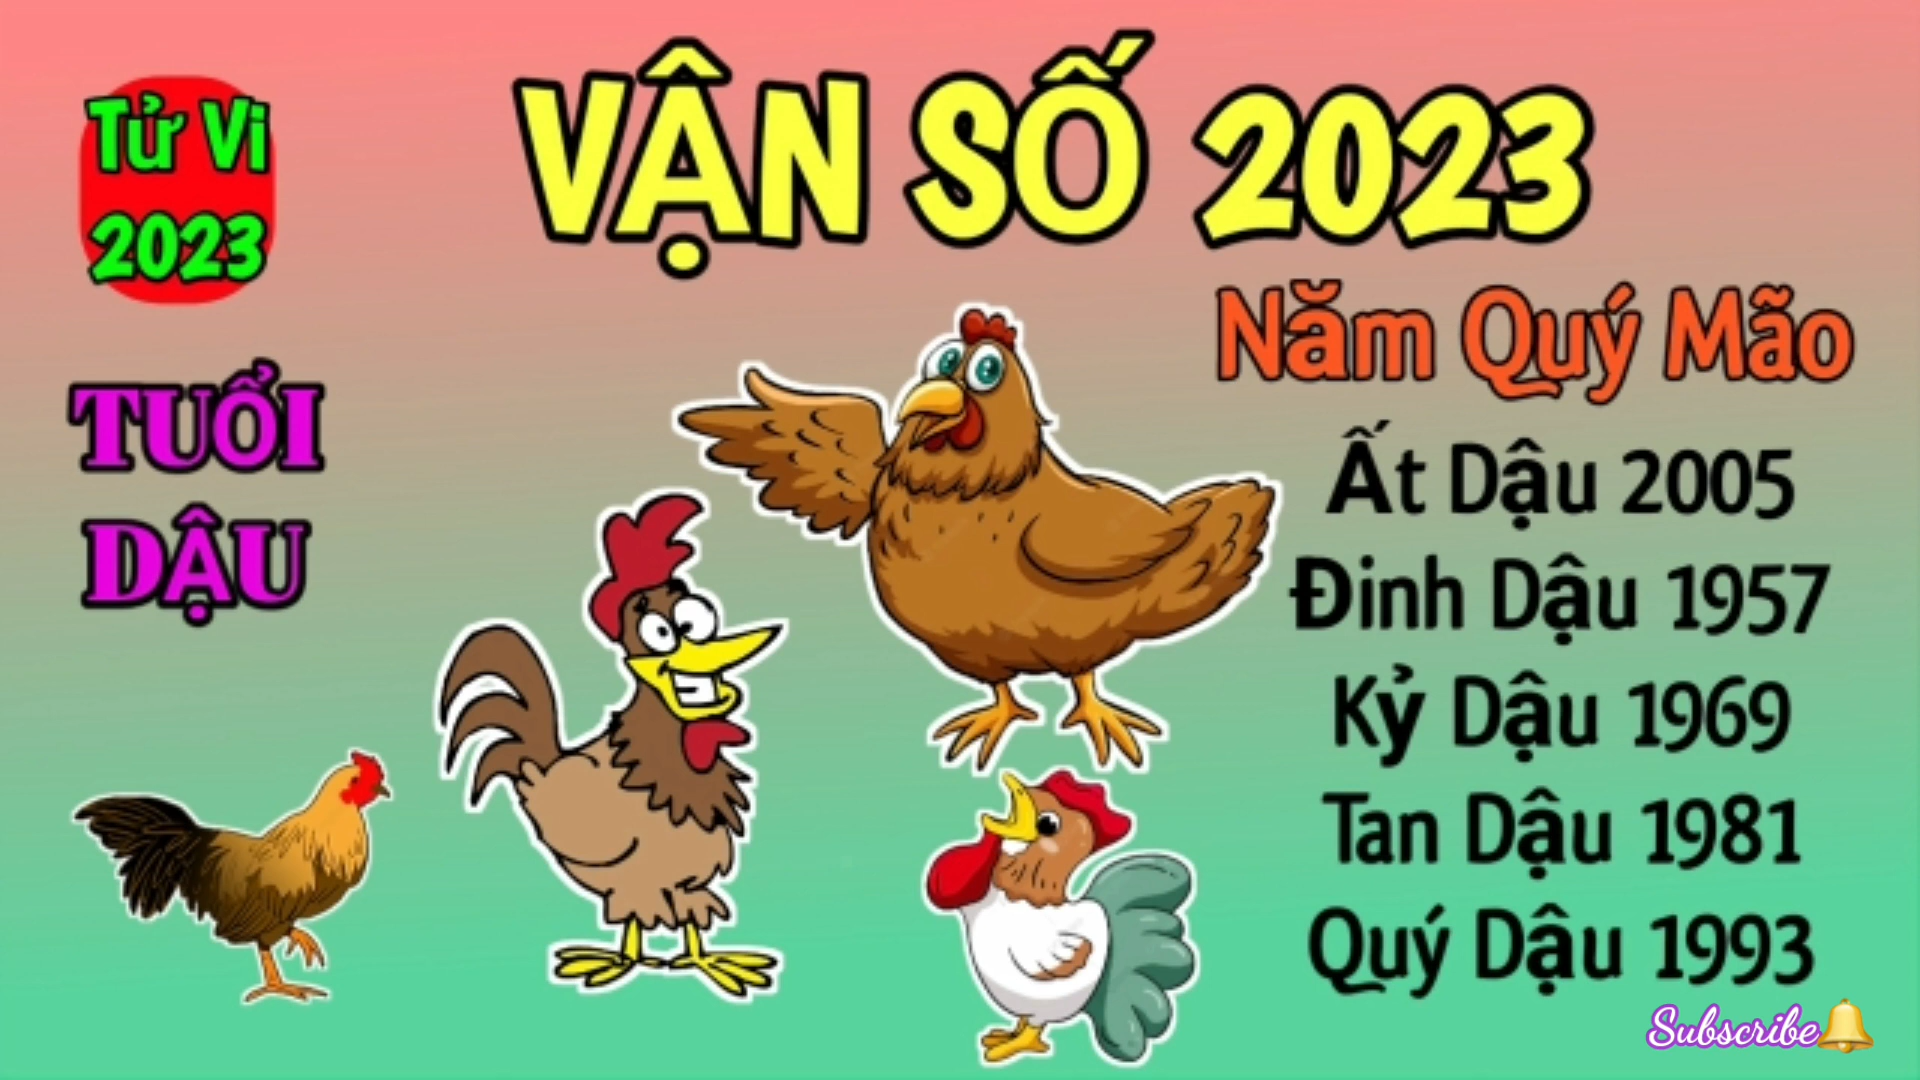 Tử Vi
2023
VẬN SỐ 2023
Năm Quý Mão
TUỔI
DẬU
Ất Dậu 2005
Đinh Dậu 1957
Kỷ Dậu 1969
Tan Dậu 1981
Quý Dậu 1993
Subscribe